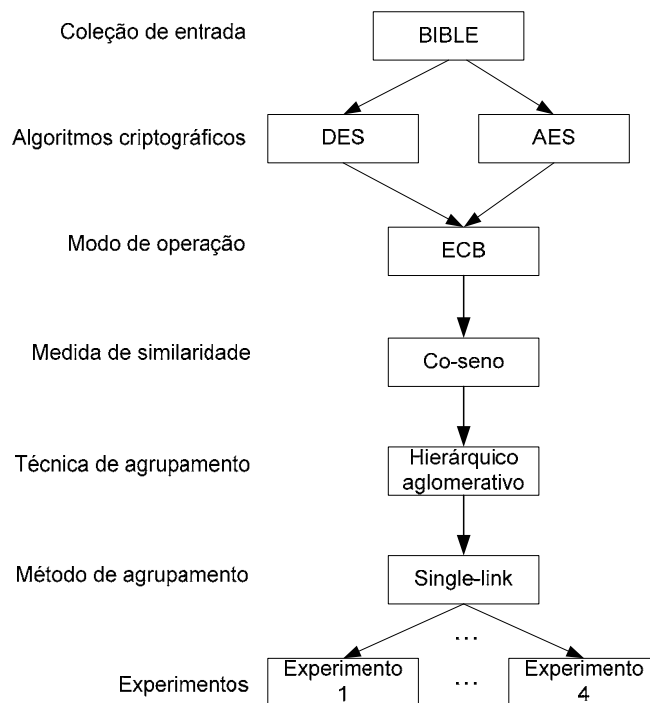 Coleção de entrada
BIBLE
Algoritmos criptográficos
DES
AES
Modo de operação
ECB
Medida de similaridade
Co-seno
Técnica de agrupamento
Hierárquico
aglomerativo
Método de agrupamento
Single-link
...
Experimentos
Experimento
1
...
Experimento
4